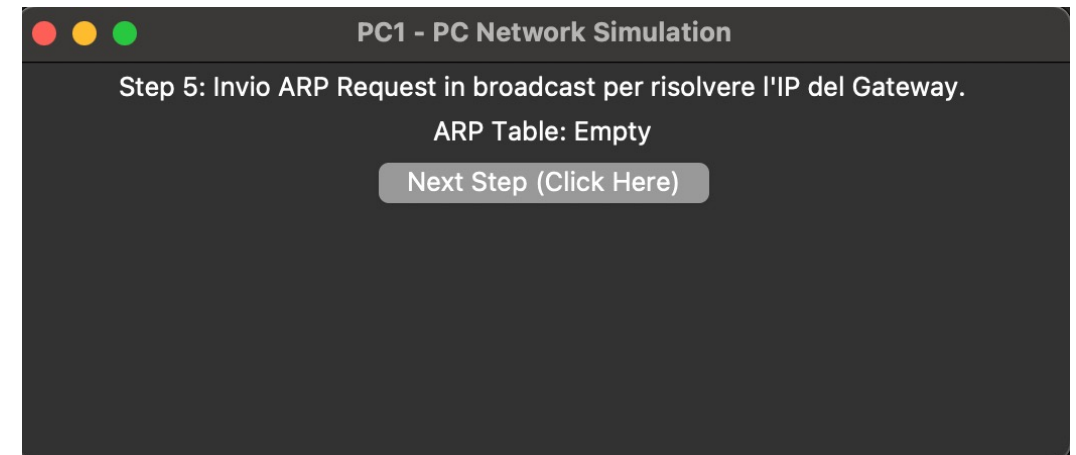 PC1 - PC Network Simulation
Step 5: Invio ARP Request in broadcast per risolvere l'IP del Gateway.
ARP Table: Empty
Next Step (Click Here)